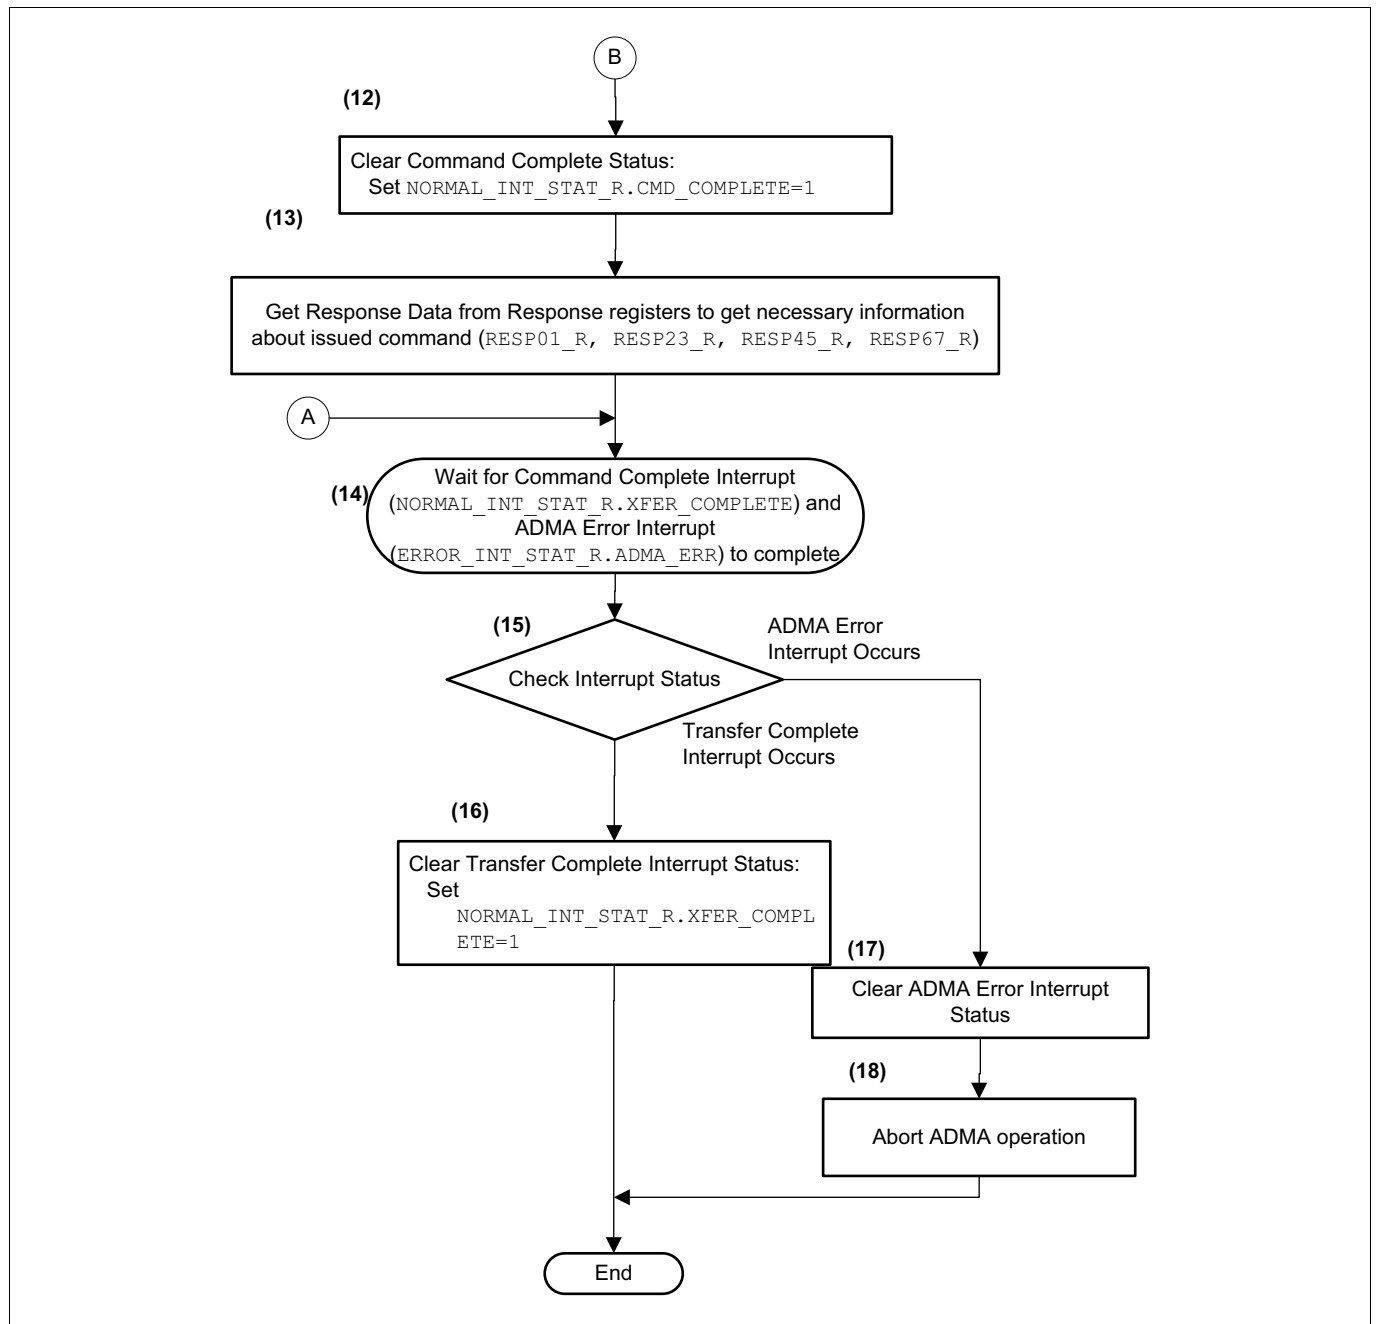 B
(12)
Clear Command Complete Status:
Set NORMAL_INT_STAT_R.CMD_COMPLETE=1
(13)
Get Response Data from Response registers to get necessary information
about issued command (RESP01_R, RESP23_R, RESP45_R, RESP67_R)
A
(14)
Wait for Command Complete Interrupt
(NORMAL_INT_STAT_R.XFER_COMPLETE) and
ADMA Error Interrupt
(ERROR_INT_STAT_R.ADMA_ERR) to complete
(15)
Check Interrupt Status
ADMA Error
Interrupt Occurs
Transfer Complete
Interrupt Occurs
(16)
Clear Transfer Complete Interrupt Status:
Set
NORMAL_INT_STAT_R.XFER_COMPL
ETE=1
(17)
Clear ADMA Error Interrupt
Status
(18)
Abort ADMA operation
End